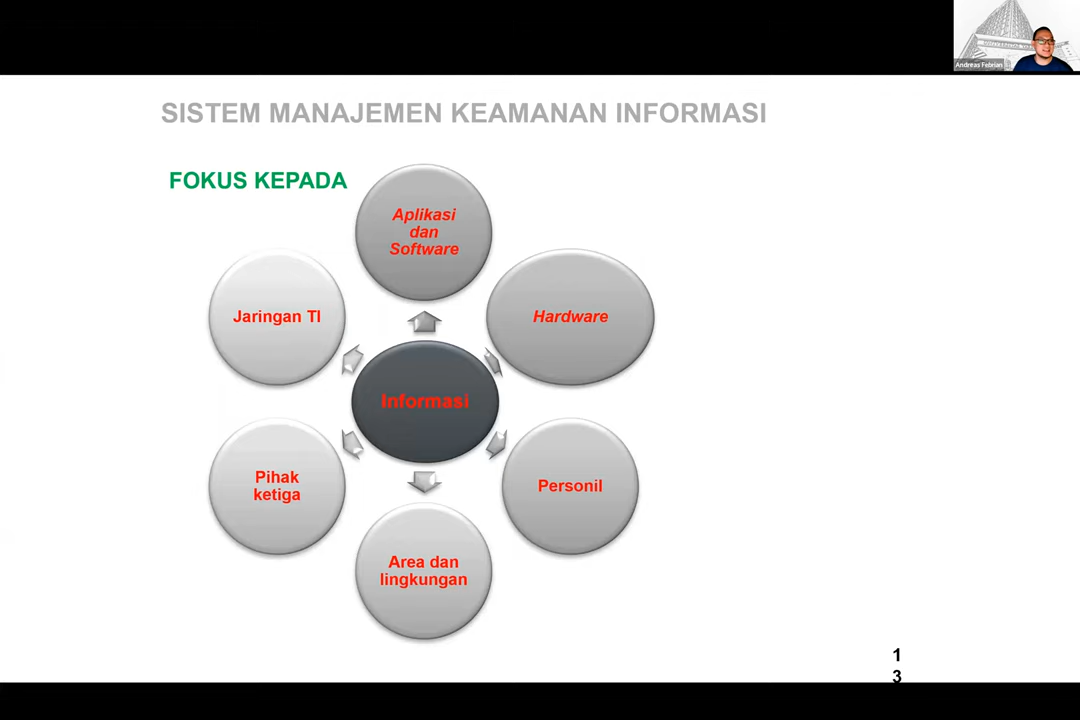 Andreas Febrian
SISTEM MANAJEMEN KEAMANAN INFORMASI
FOKUS KEPADA
Aplikasi
dan
Software
Jaringan TI
Hardware
Informasi
Pihak
ketiga
Personil
Area dan
lingkungan
1
3